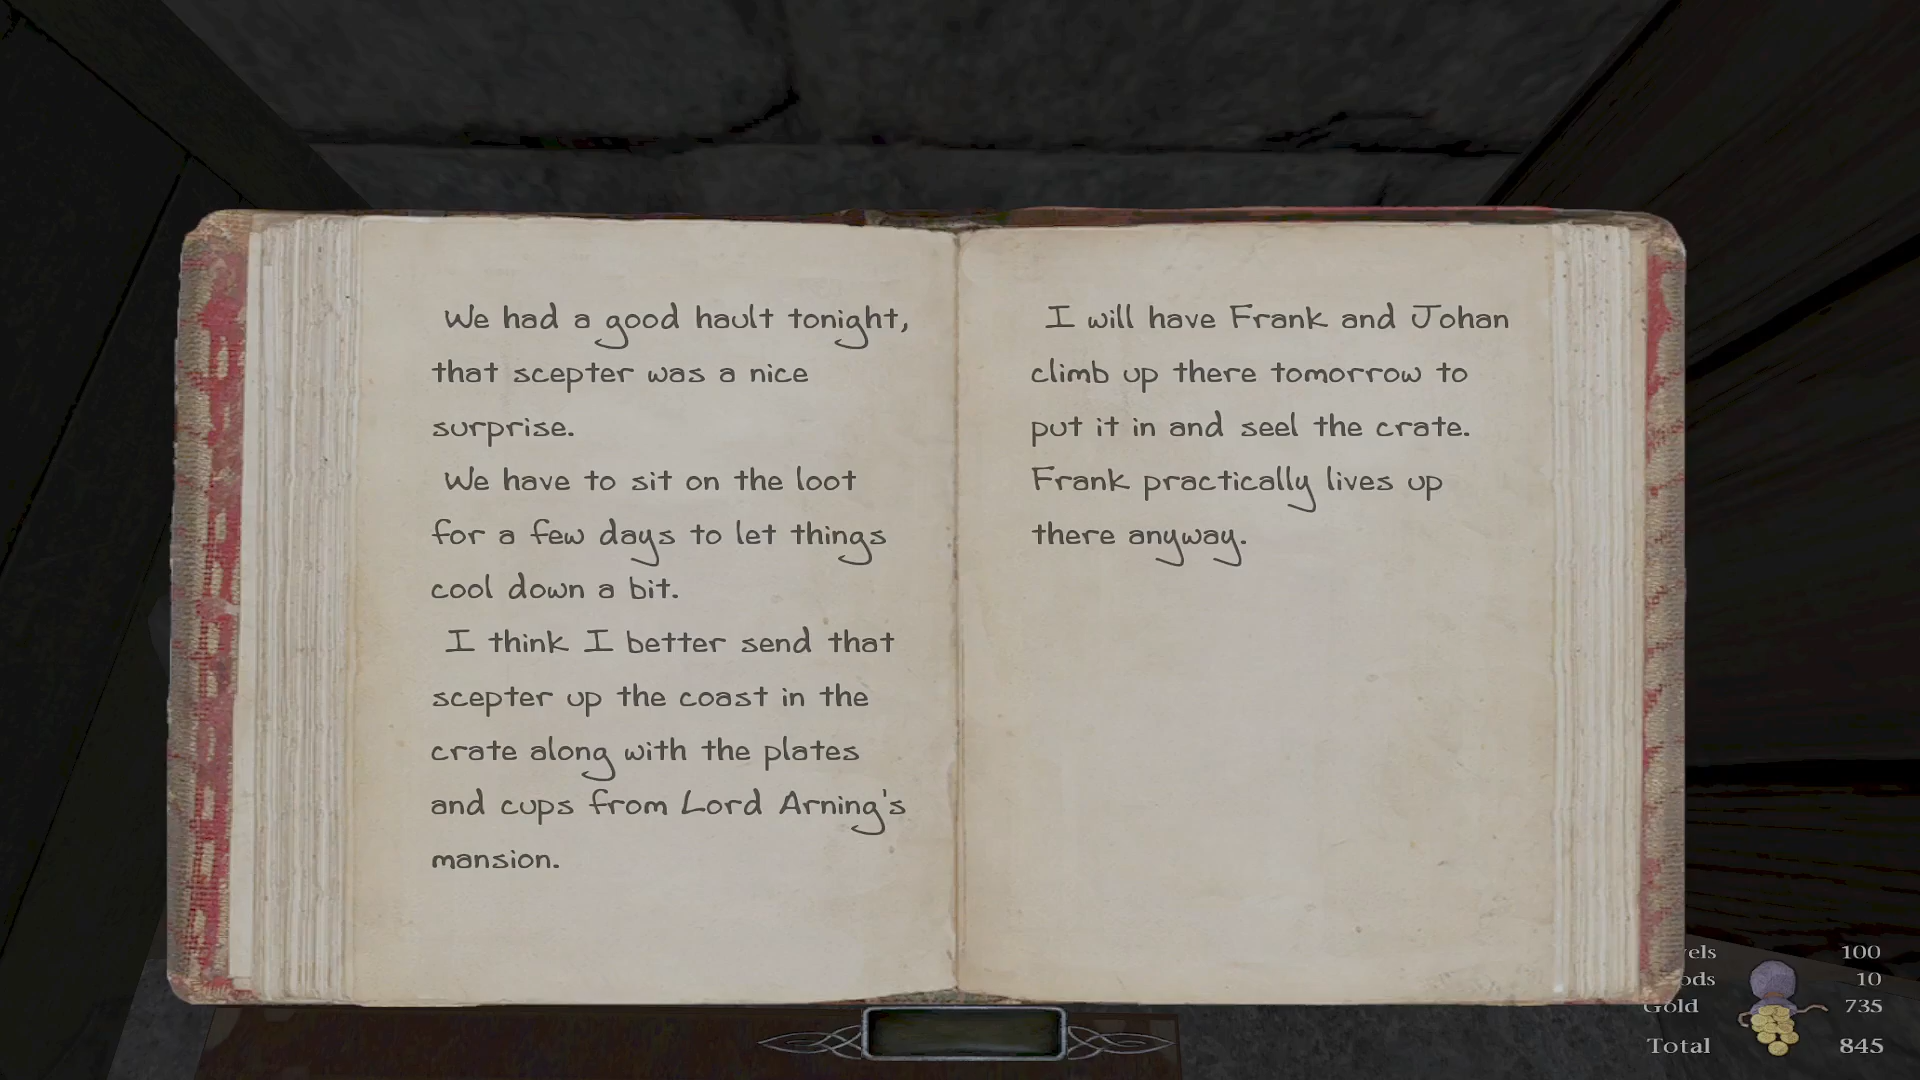 We had a good hault tonight,
that scepter was a nice
surprise.
We have to sit on the loot
for a few days to let things
cool down a bit.
I think I better send that
scepter up the coast in the
crate along with the plates
and cups from Lord Arning's
mansion.
I will have Frank and Johan
climb up there tomorrow to
put it in and seel the crate.
Frank practically lives up
there anyway.
100
10
Gold 735
Total 845